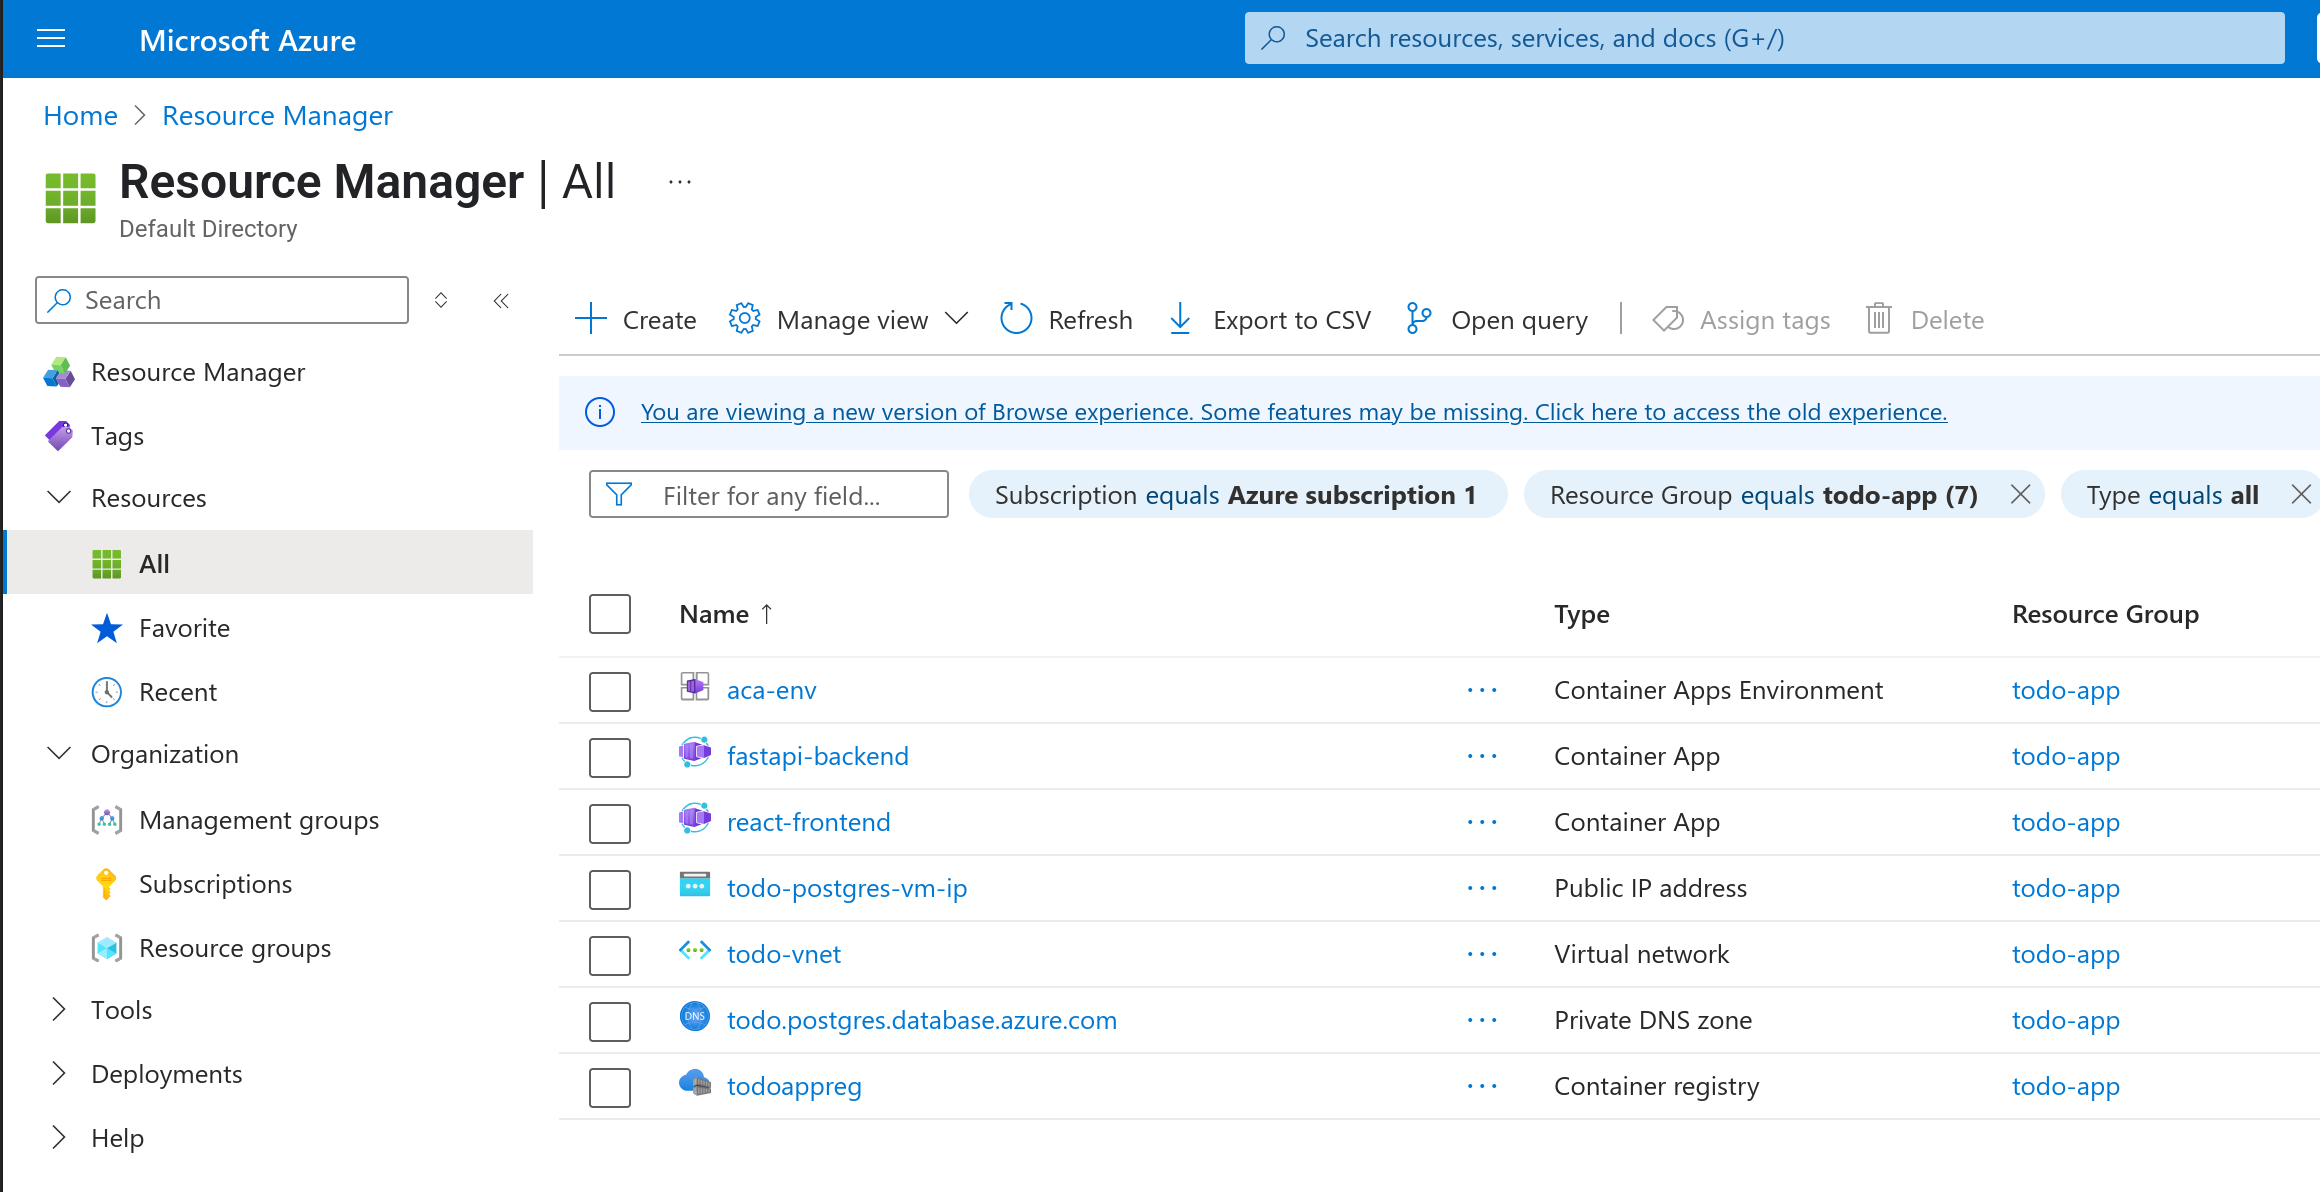 Microsoft Azure
Search resources, services, and docs (G+/)
Home > Resource Manager
Resource Manager | All ...
Default Directory
Search
Resource Manager
Tags
Resources
All
Favorite
Recent
Organization
Management groups
Subscriptions
Resource groups
Tools
Deployments
Help
Create Manage view Refresh Export to CSV Open query | Assign tags Delete
You are viewing a new version of Browse experience. Some features may be missing. Click here to access the old experience.
Filter for any field... Subscription equals Azure subscription 1 Resource Group equals todo-app (7) Type equals all
Name ↑ Type Resource Group
aca-env ... Container Apps Environment todo-app
fastapi-backend ... Container App todo-app
react-frontend ... Container App todo-app
todo-postgres-vm-ip ... Public IP address todo-app
todo-vnet ... Virtual network todo-app
DNS todo.postgres.database.azure.com ... Private DNS zone todo-app
todoappreg ... Container registry todo-app